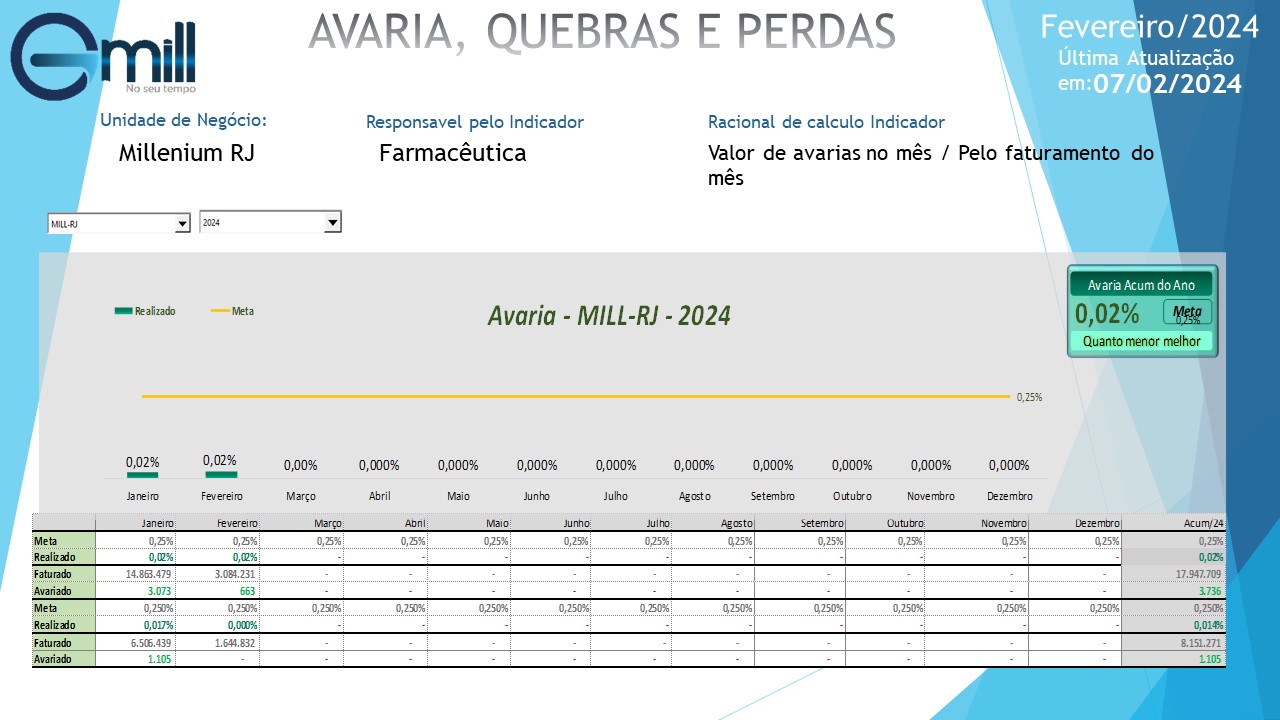 Gmill
No seu tempo
AVARIA, QUEBRAS E PERDAS
Fevereiro/2024
Última Atualização
em:07/02/2024
Unidade de Negócio:
Millenium RJ
Responsavel pelo Indicador
Farmacêutica
Racional de calculo Indicador
Valor de avarias no mês / Pelo faturamento do
mês
MILL-RJ
2024
Realizado
Meta
Avaria - MILL-RJ - 2024
Avaria Acum do Ano
0,02%
Meta
0,25%
Quanto menor melhor
0,25%
0,02% 0,02% 0,00% 0,000% 0,000% 0,000% 0,000% 0,000% 0,000% 0,000% 0,000% 0,000%
Janeiro Fevereiro Março Abril Maio Junho Julho Agosto Setembro Outubro Novembro Dezembro
Janeiro Fevereiro Março Abril Maio Junho Julho Agosto Setembro Outubro Novembro Dezembro Acum/24
Meta 0,25% 0,25% 0,25% 0,25% 0,25% 0,25% 0,25% 0,25% 0,25% 0,25% 0,25% 0,25% 0,25%
Realizado 0,02% 0,02% - - - - - - - - - - 0,02%
Faturado 14.863.479 3.084.231 - - - - - - - - - - 17.947.709
Avariado 3.073 663 - - - - - - - - - - 3.736
Meta 0,250% 0,250% 0,250% 0,250% 0,250% 0,250% 0,250% 0,250% 0,250% 0,250% 0,250% 0,250% 0,250%
Realizado 0,017% 0,000% - - - - - - - - - - 0,014%
Faturado 6.506.439 1.644.832 - - - - - - - - - - 8.151.271
Avariado 1.105 - - - - - - - - - - - 1.105